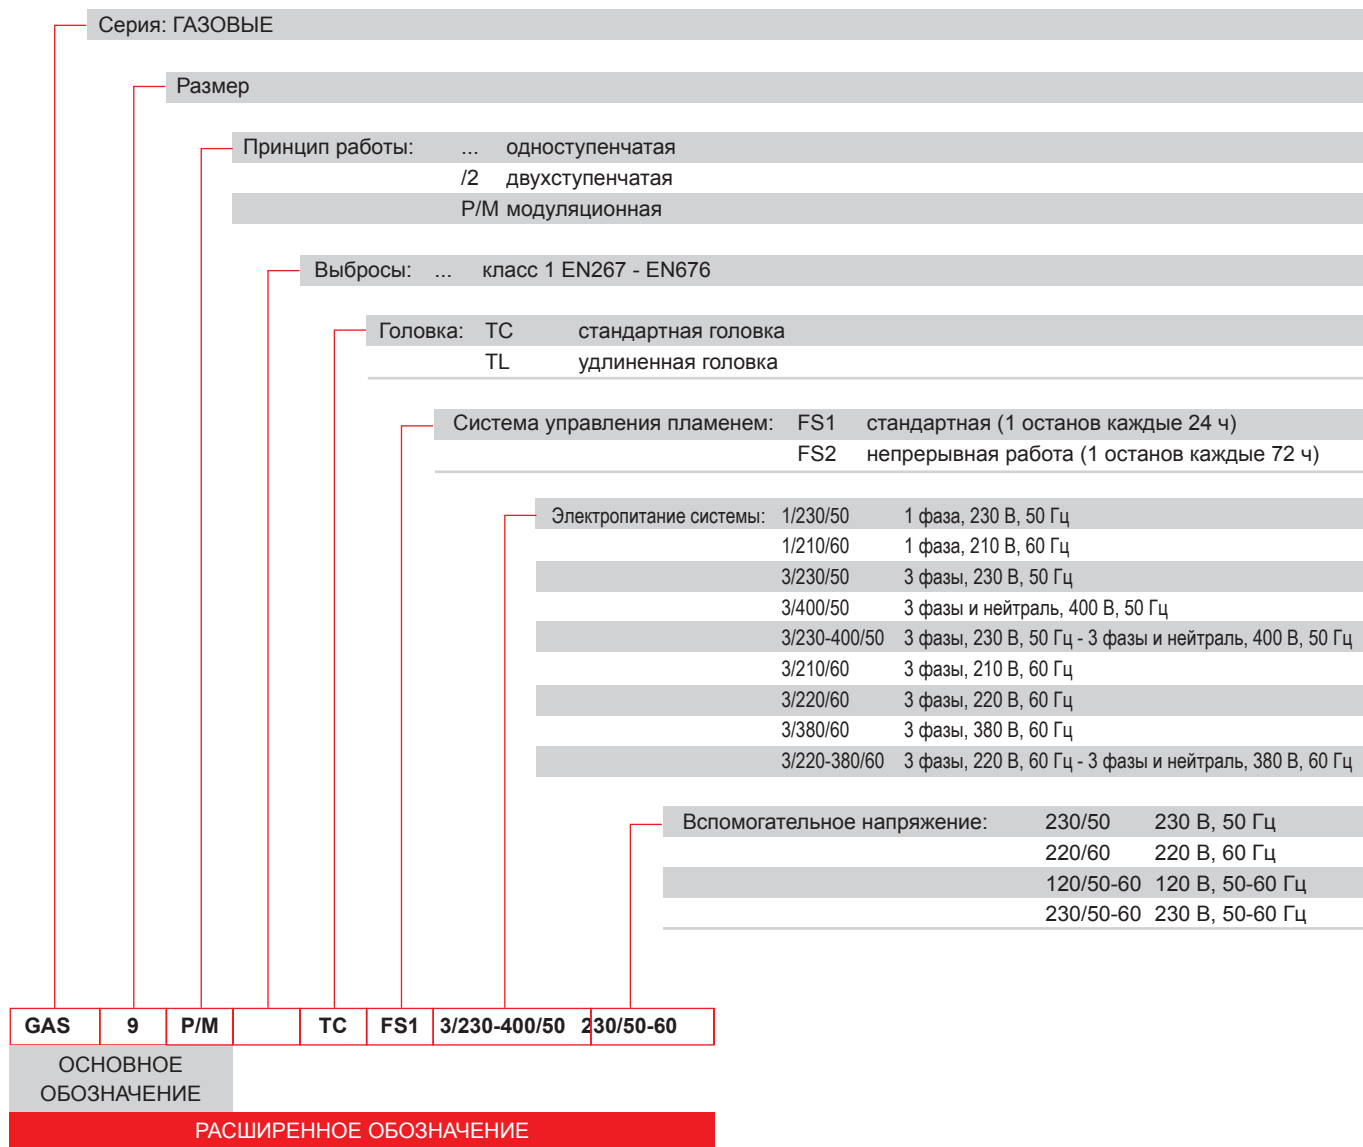 Серия: ГАЗОВЫЕ
Размер
Принцип работы: ... одноступенчатая
/2 двухступенчатая
P/M модуляционная
Выбросы: ... класс 1 EN267 - EN676
Головка: TC стандартная головка
TL удлиненная головка
Система управления пламенем: FS1 стандартная (1 останов каждые 24 ч)
FS2 непрерывная работа (1 останов каждые 72 ч)
Электропитание системы: 1/230/50 1 фаза, 230 В, 50 Гц
1/210/60 1 фаза, 210 В, 60 Гц
3/230/50 3 фазы, 230 В, 50 Гц
3/400/50 3 фазы и нейтраль, 400 В, 50 Гц
3/230-400/50 3 фазы, 230 В, 50 Гц - 3 фазы и нейтраль, 400 В, 50 Гц
3/210/60 3 фазы, 210 В, 60 Гц
3/220/60 3 фазы, 220 В, 60 Гц
3/380/60 3 фазы, 380 В, 60 Гц
3/220-380/60 3 фазы, 220 В, 60 Гц - 3 фазы и нейтраль, 380 В, 60 Гц
Вспомогательное напряжение: 230/50 230 В, 50 Гц
220/60 220 В, 60 Гц
120/50-60 120 В, 50-60 Гц
230/50-60 230 В, 50-60 Гц
GAS 9 P/M TC FS1 3/230-400/50 230/50-60
ОСНОВНОЕ
ОБОЗНАЧЕНИЕ
РАСШИРЕННОЕ ОБОЗНАЧЕНИЕ